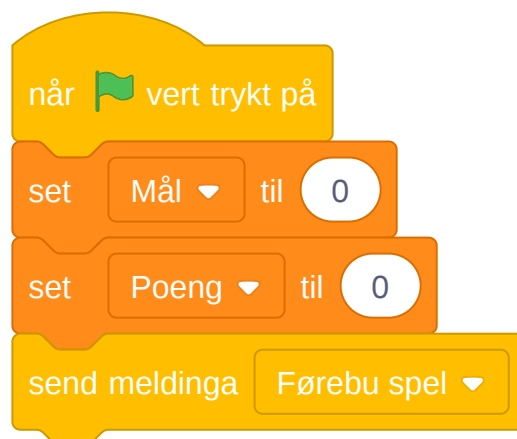 når vert trykt på
set Mål til 0
set Poeng til 0
send meldinga Førebu spel